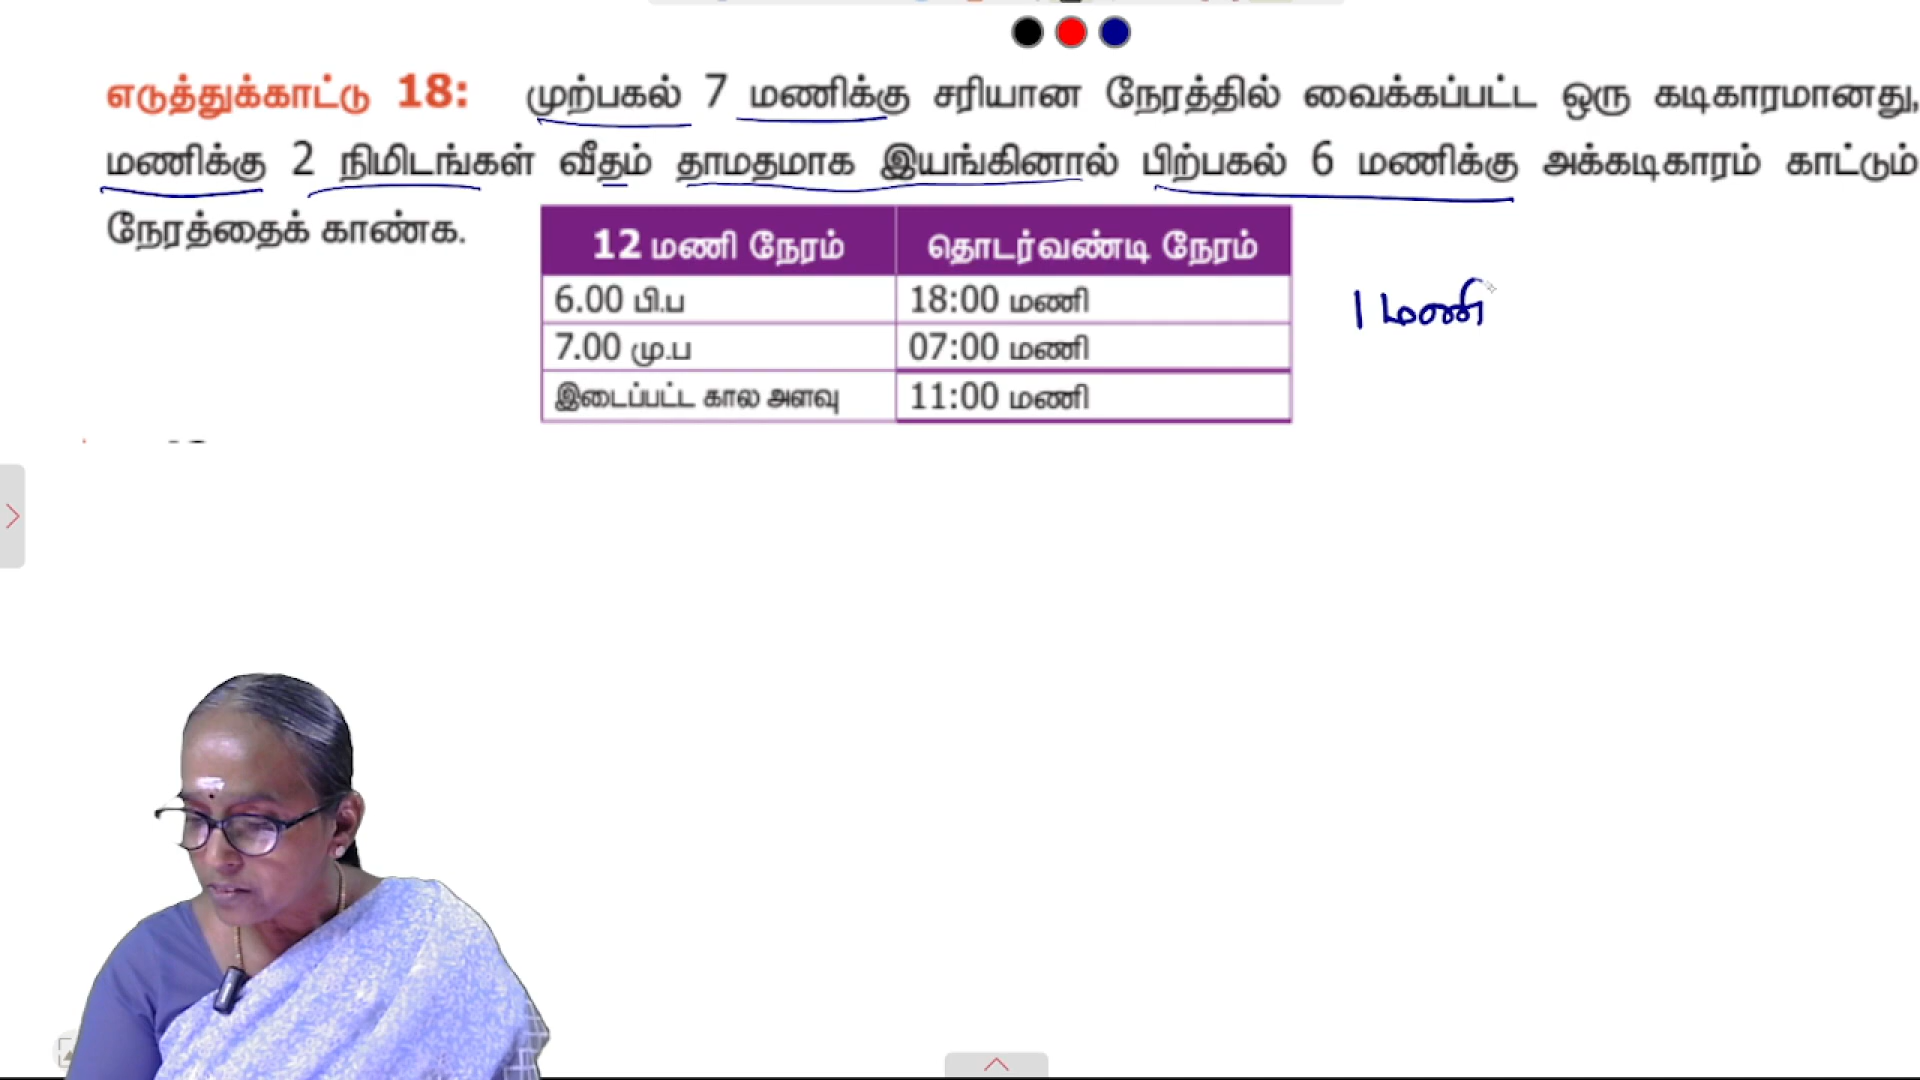 எடுத்துக்காட்டு 18: முற்பகல் 7 மணிக்கு சரியான நேரத்தில் வைக்கப்பட்ட ஒரு கடிகாரமானது,
மணிக்கு 2 நிமிடங்கள் வீதம் தாமதமாக இயங்கினால் பிற்பகல் 6 மணிக்கு அக்கடிகாரம் காட்டும்
நேரத்தைக் காண்க.
12 மணி நேரம் தொடர்வண்டி நேரம்
6.00 பி.ப 18:00 மணி
7.00 மு.ப 07:00 மணி
இடைப்பட்ட கால அளவு 11:00 மணி
1 மணி